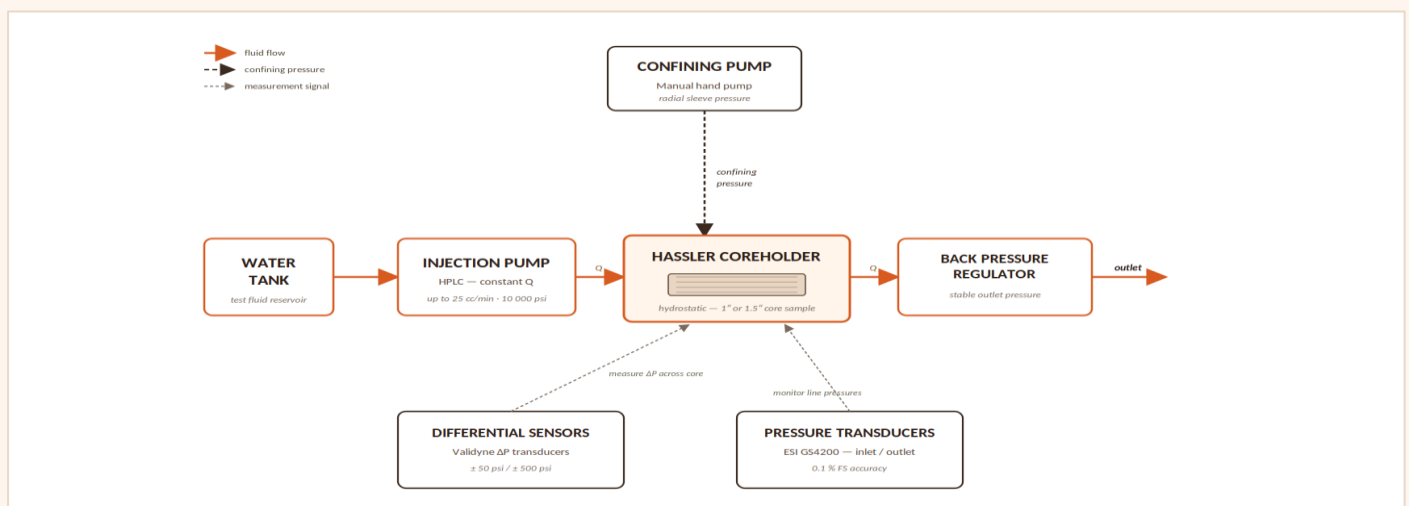 fluid flow
confining pressure
measurement signal
CONFINING PUMP
Manual hand pump
radial sleeve pressure
confining
pressure
WATER
TANK
test fluid reservoir
INJECTION PUMP
HPLC — constant Q
up to 25 cc/min · 10 000 psi
Q
HASSLER COREHOLDER
hydrostatic — 1" or 1.5" core sample
Q
BACK PRESSURE
REGULATOR
stable outlet pressure
outlet
measure ΔP across core
monitor line pressures
DIFFERENTIAL SENSORS
Validyne ΔP transducers
± 50 psi / ± 500 psi
PRESSURE TRANSDUCERS
ESI GS4200 — inlet / outlet
0.1 % FS accuracy